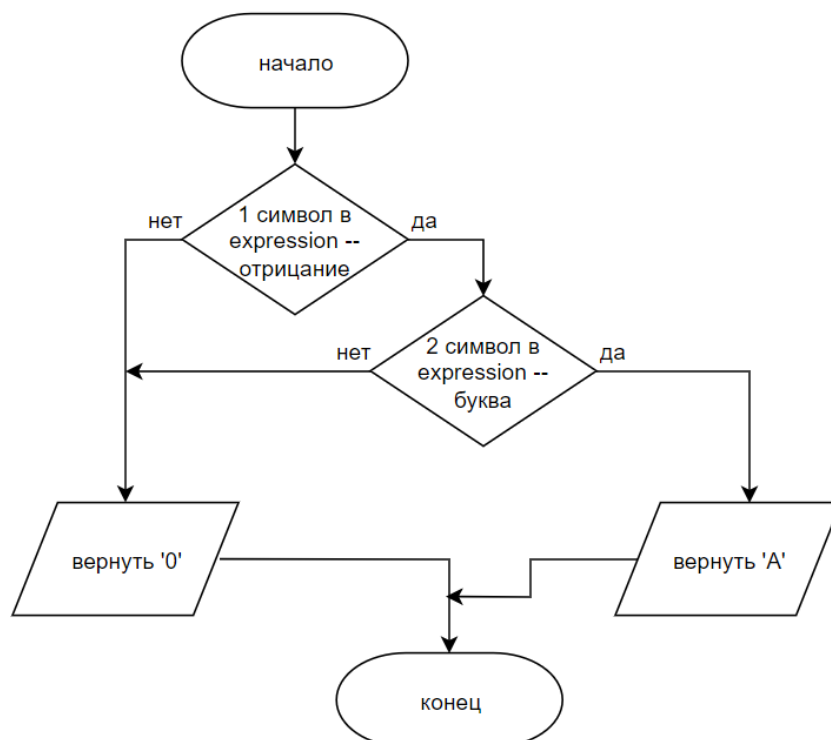 начало
нет
1 символ в
expression --
отрицание
да
нет
2 символ в
expression --
буква
да
вернуть '0'
вернуть 'A'
конец